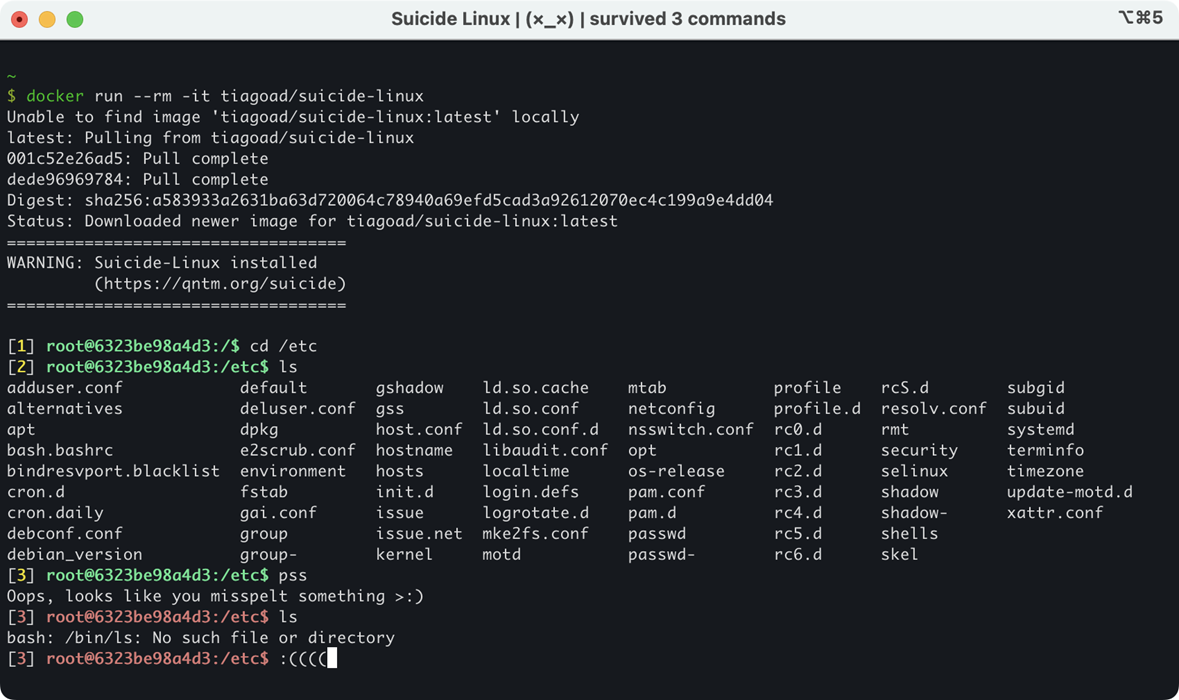 Suicide Linux | (×_×) | survived 3 commands ⌥⌘5
~
$ docker run --rm -it tiagoad/suicide-linux
Unable to find image 'tiagoad/suicide-linux:latest' locally
latest: Pulling from tiagoad/suicide-linux
001c52e26ad5: Pull complete
dede96969784: Pull complete
Digest: sha256:a583933a2631ba63d720064c78940a69efd5cad3a92612070ec4c199a9e4dd04
Status: Downloaded newer image for tiagoad/suicide-linux:latest
===================================
WARNING: Suicide-Linux installed
(https://qntm.org/suicide)
===================================
[1] root@6323be98a4d3:/$ cd /etc
[2] root@6323be98a4d3:/etc$ ls
adduser.conf default gshadow ld.so.cache mtab profile rcS.d subgid
alternatives deluser.conf gss ld.so.conf netconfig profile.d resolv.conf subuid
apt dpkg host.conf ld.so.conf.d nsswitch.conf rc0.d rmt systemd
bash.bashrc e2scrub.conf hostname libaudit.conf opt rc1.d security terminfo
bindresvport.blacklist environment hosts localtime os-release rc2.d selinux timezone
cron.d fstab init.d login.defs pam.conf rc3.d shadow update-motd.d
cron.daily gai.conf issue logrotate.d pam.d rc4.d shadow- xattr.conf
debconf.conf group issue.net mke2fs.conf passwd rc5.d shells
debian_version group- kernel motd passwd- rc6.d skel
[3] root@6323be98a4d3:/etc$ pss
Oops, looks like you misspelt something >:)
[3] root@6323be98a4d3:/etc$ ls
bash: /bin/ls: No such file or directory
[3] root@6323be98a4d3:/etc$ :((((